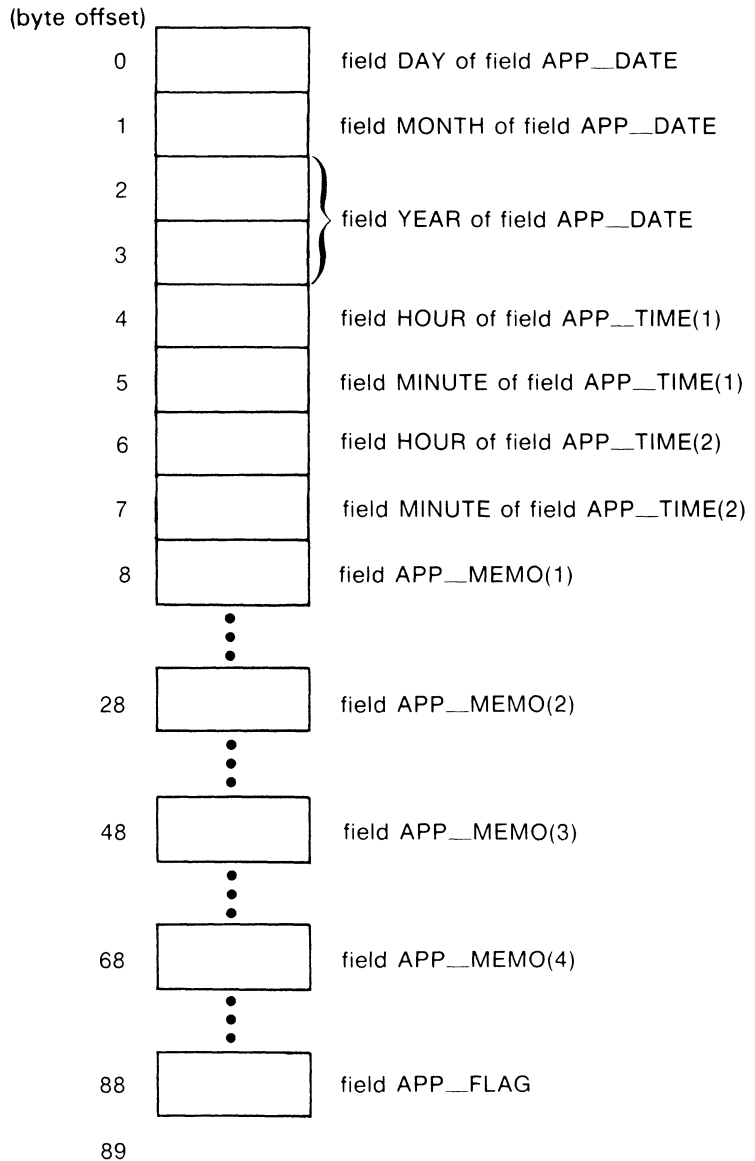 (byte offset)
0 field DAY of field APP__DATE
1 field MONTH of field APP__DATE
2
field YEAR of field APP__DATE
3
4 field HOUR of field APP__TIME(1)
5 field MINUTE of field APP__TIME(1)
6 field HOUR of field APP__TIME(2)
7 field MINUTE of field APP__TIME(2)
8 field APP__MEMO(1)
28 field APP__MEMO(2)
48 field APP__MEMO(3)
68 field APP__MEMO(4)
88 field APP__FLAG
89